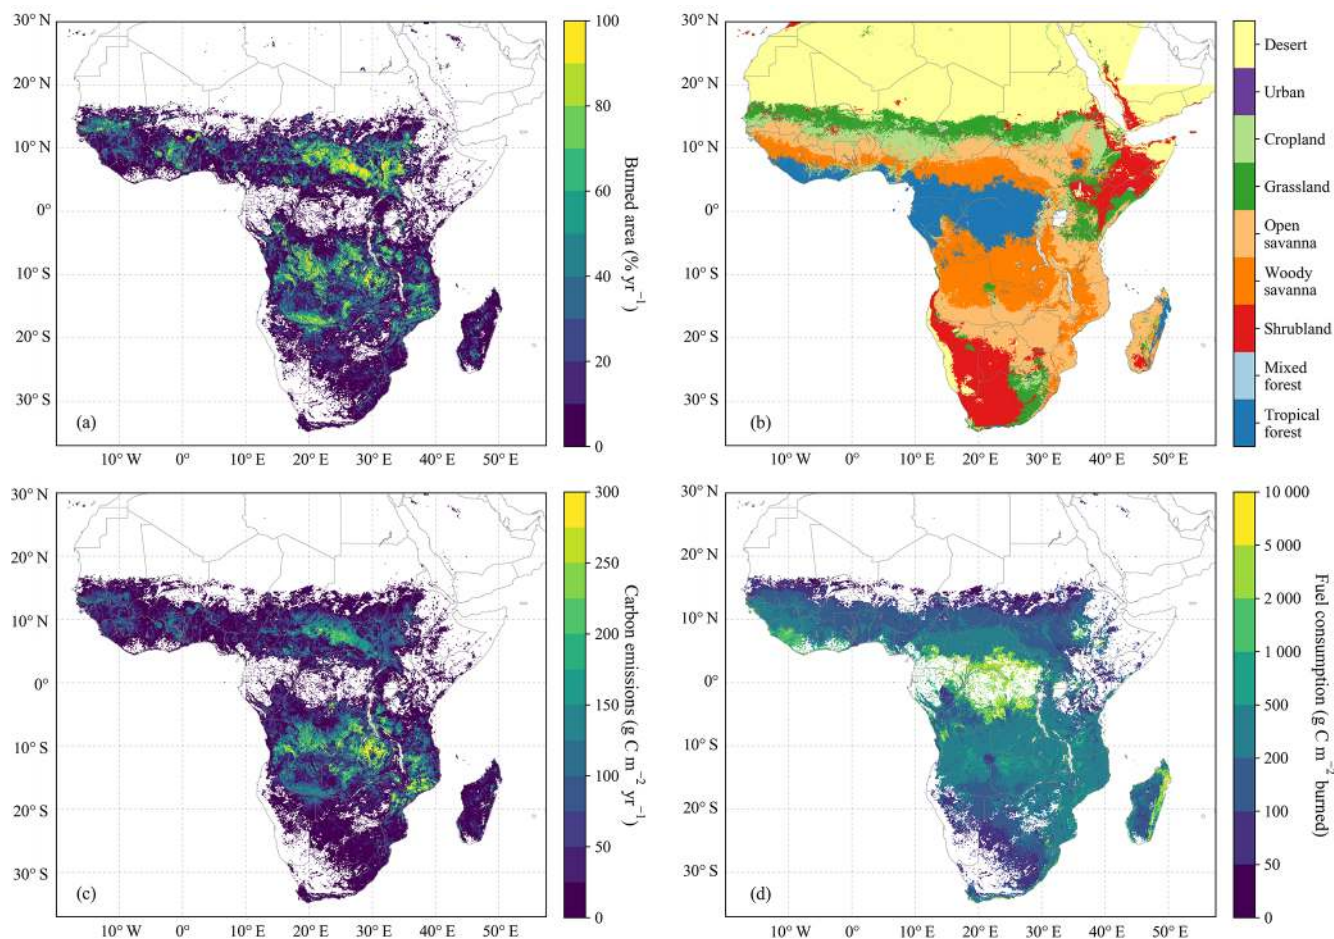 30° N
20° N
10° N
0°
10° S
20° S
30° S
(a)
10° W
0°
10° E
20° E
30° E
40° E
50° E
100
80
60
40
20
0
Burned area (% yr−1)
30° N
20° N
10° N
0°
10° S
20° S
30° S
(b)
10° W
0°
10° E
20° E
30° E
40° E
50° E
Desert
Urban
Cropland
Grassland
Open
savanna
Woody
savanna
Shrubland
Mixed
forest
Tropical
forest
30° N
20° N
10° N
0°
10° S
20° S
30° S
(c)
10° W
0°
10° E
20° E
30° E
40° E
50° E
300
250
200
150
100
50
0
Carbon emissions (g C m−2 yr−1)
30° N
20° N
10° N
0°
10° S
20° S
30° S
(d)
10° W
0°
10° E
20° E
30° E
40° E
50° E
10 000
5 000
2 000
1 000
500
200
100
50
0
Fuel consumption (g C m−2 burned)